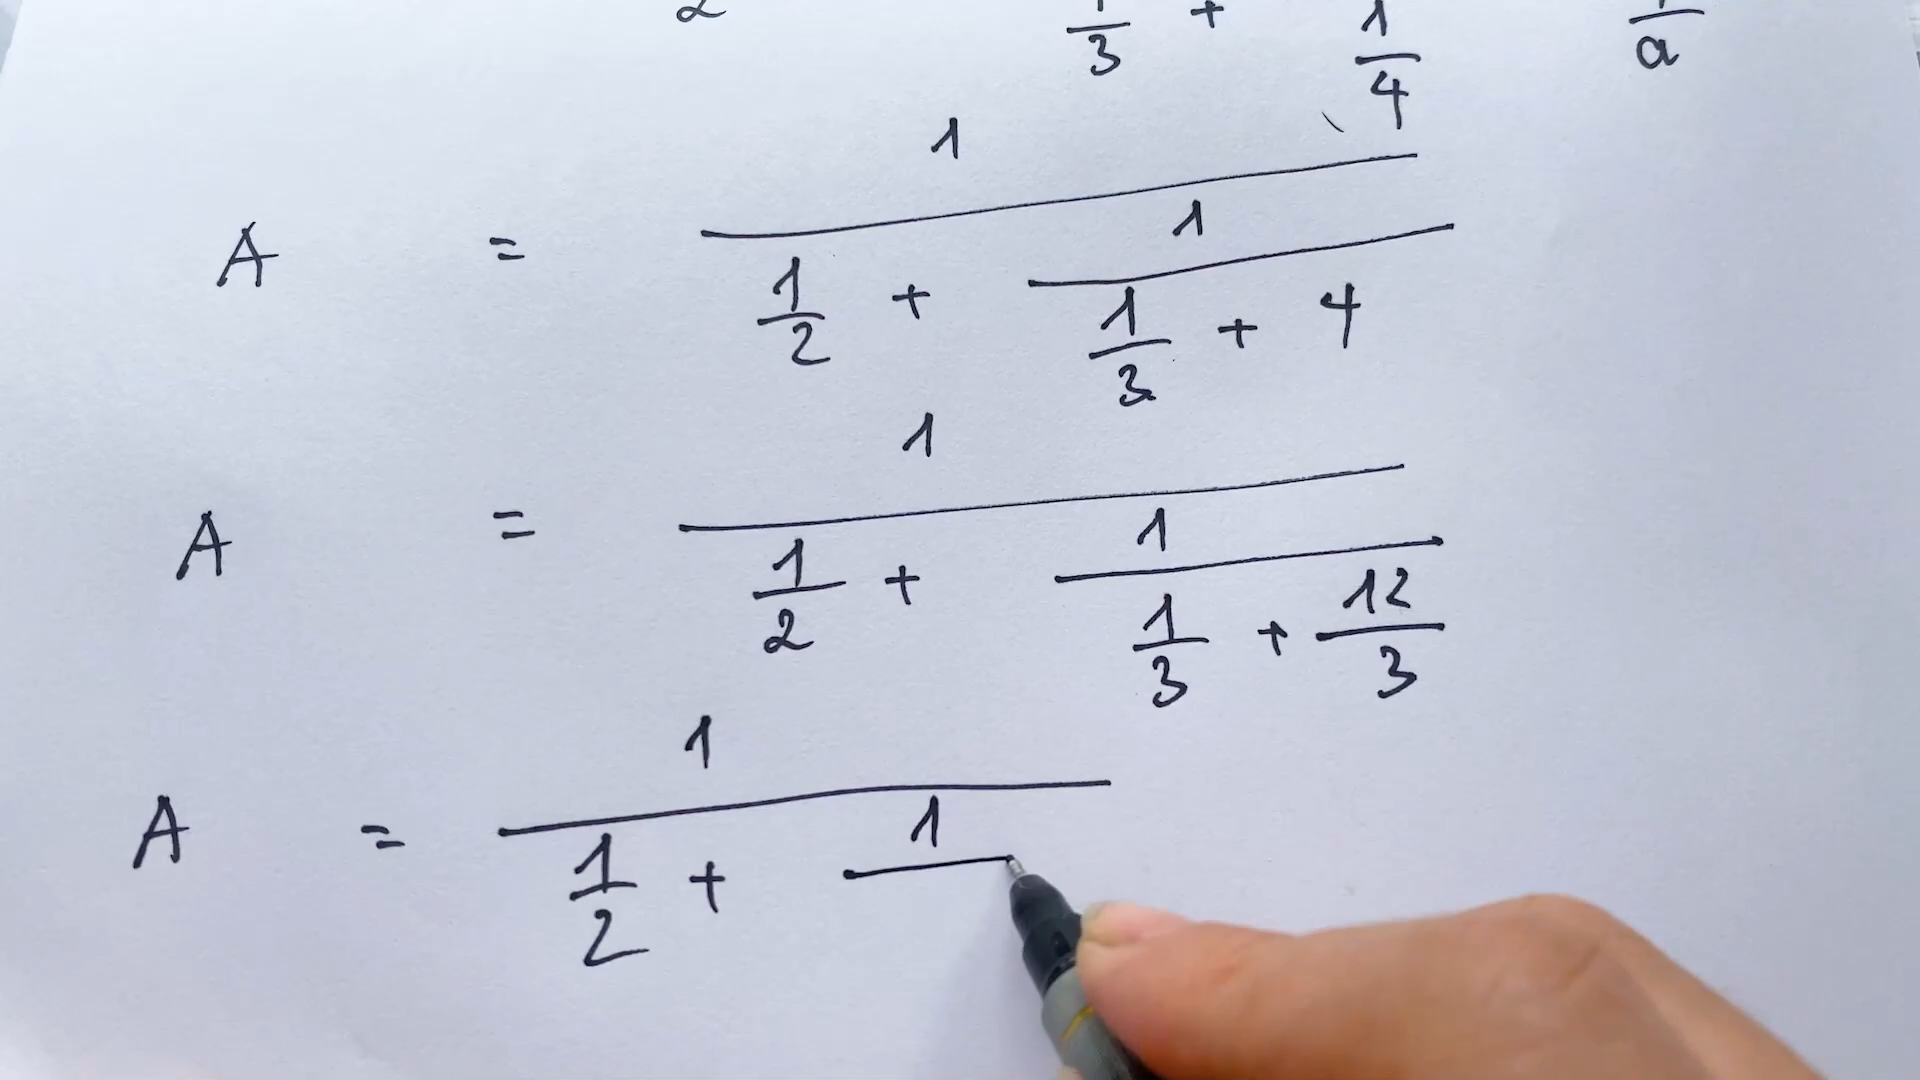 2 1/3 + 1/4 1/a
A = 1/(1/2 + 1/(1/3 + 4))
A = 1/(1/2 + 1/(1/3 + 12/3))
A = 1/(1/2 + 1/